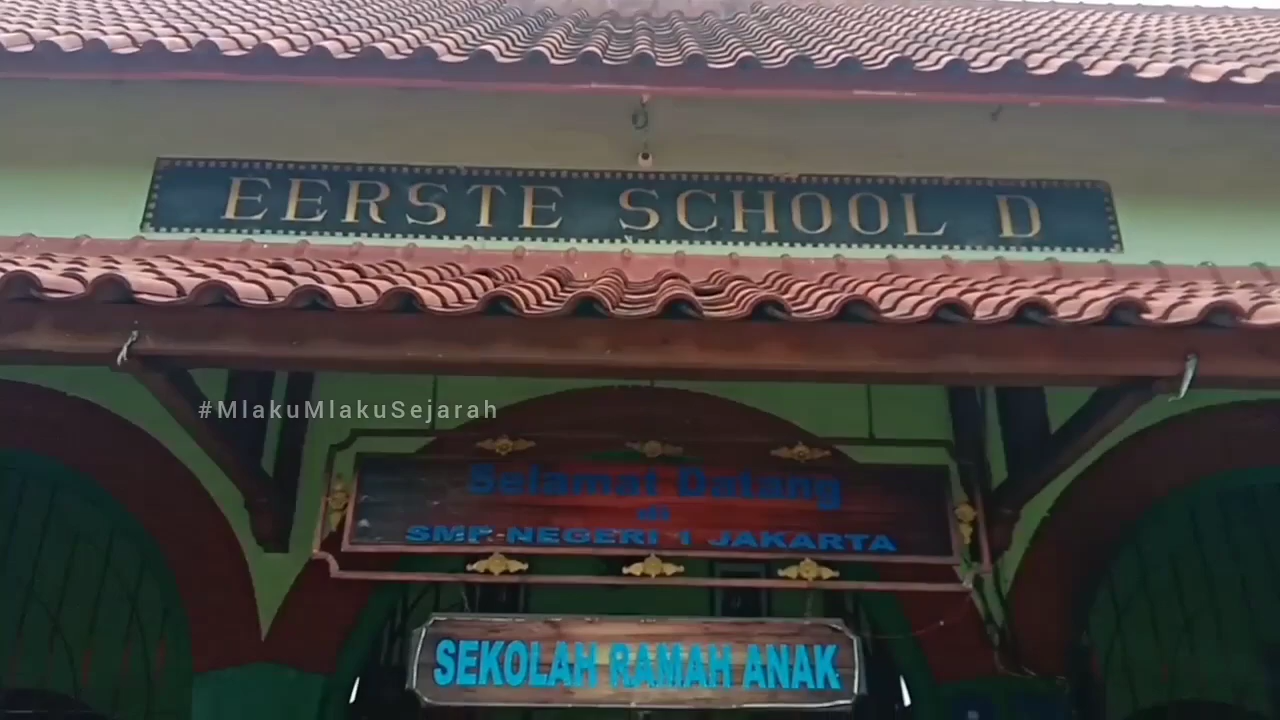 EERSTE SCHOOL D
#MlakuMlakuSejarah
Selamat Datang
di
SMP NEGERI 1 JAKARTA
SEKOLAH RAMAH ANAK